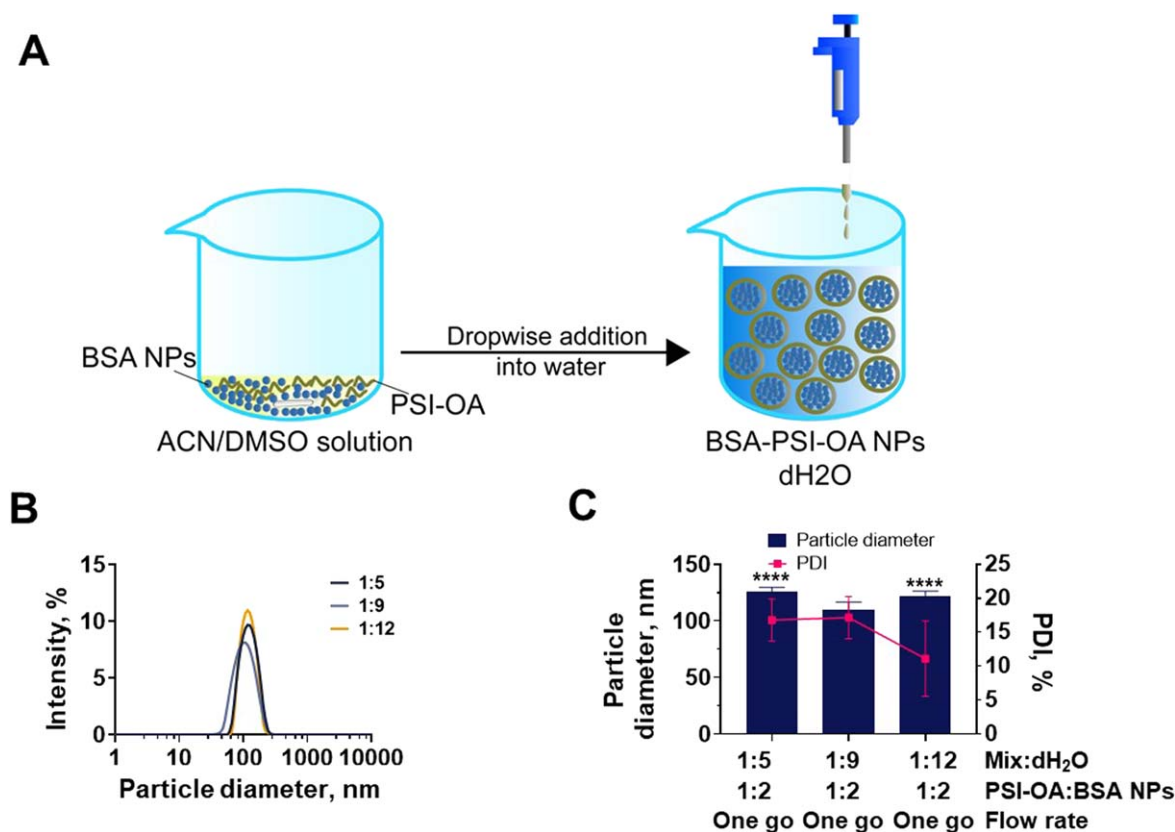 A
BSA NPs
PSI-OA
ACN/DMSO solution
Dropwise addition
into water
BSA-PSI-OA NPs
dH2O
B
Intensity, %
15
10
5
0
1 10 100 1000 10000
Particle diameter, nm
1:5
1:9
1:12
C
Particle diameter
PDI
Particle
diameter, nm
150
100
50
0
**** ****
25
20
15
10
5
0
PDI, %
1:5 1:9 1:12 Mix:dH₂O
1:2 1:2 1:2 PSI-OA:BSA NPs
One go One go One go Flow rate